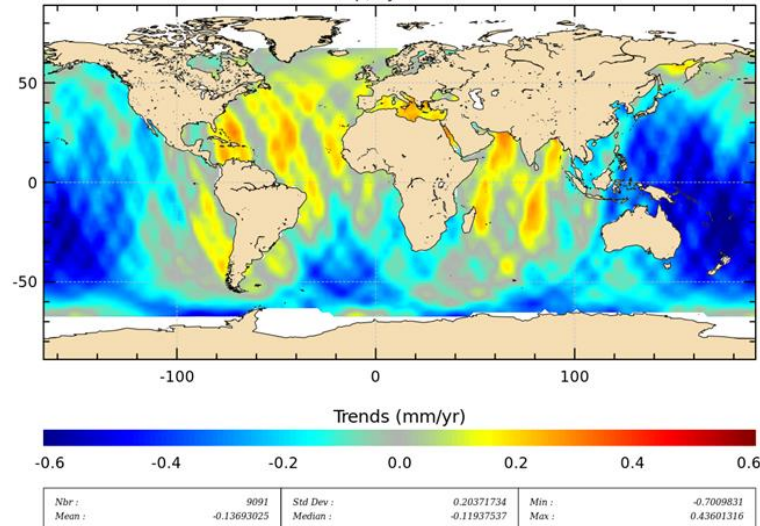 50
0
-50
-100 0 100
Trends (mm/yr)
-0.6 -0.4 -0.2 0.0 0.2 0.4 0.6
Nbr : 9091 Std Dev : 0.20371734 Min : -0.7009831
Mean : -0.13693025 Median : -0.11937537 Max : 0.43601316